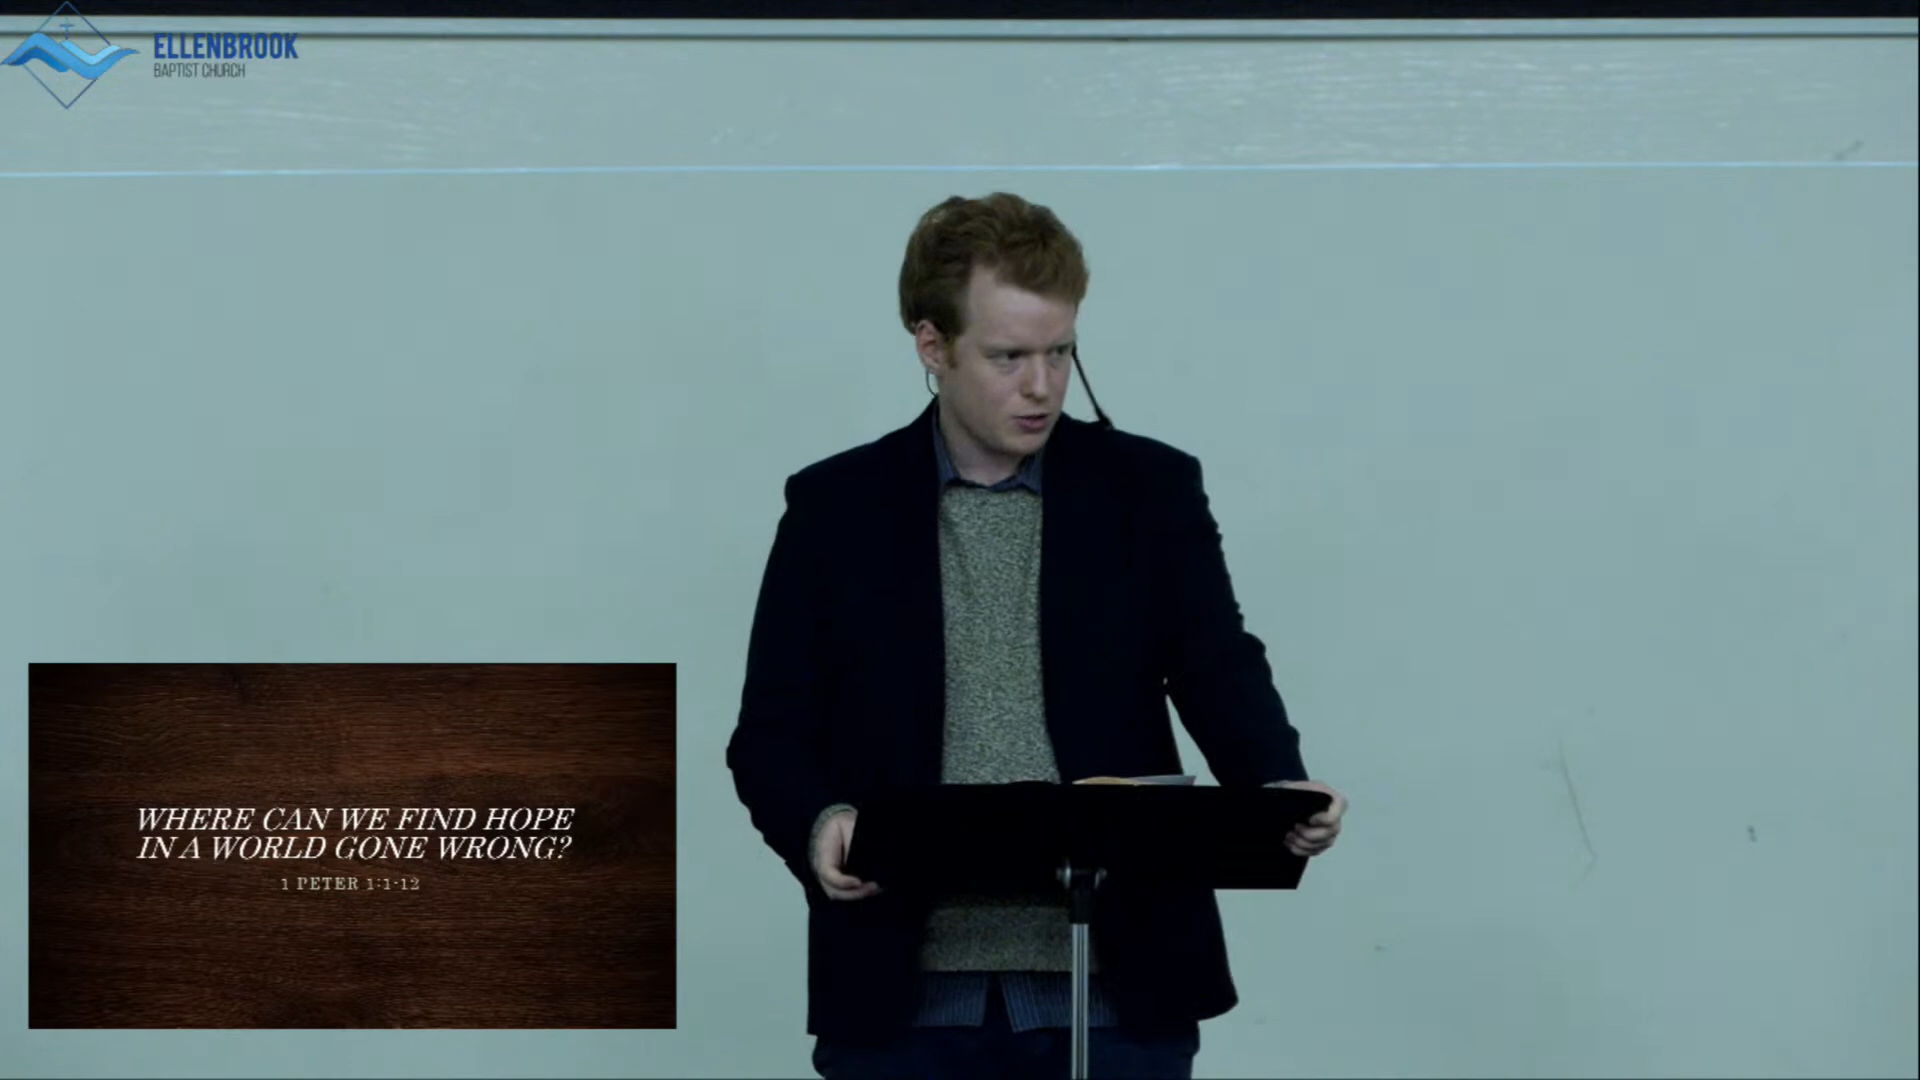 ELLENBROOK
BAPTIST CHURCH
WHERE CAN WE FIND HOPE
IN A WORLD GONE WRONG?
1 PETER 1:1-12